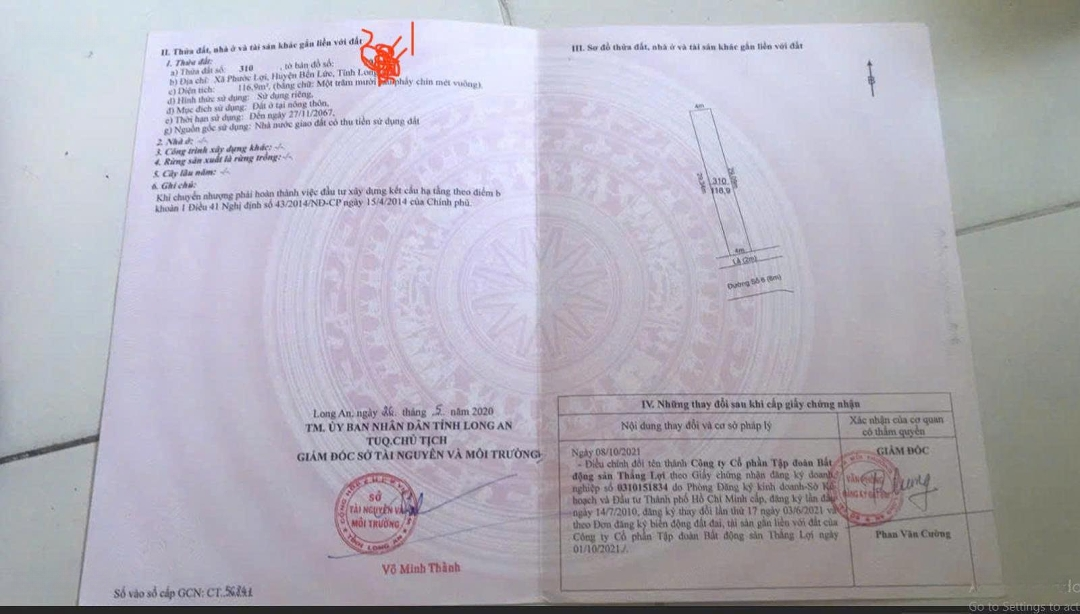 II. Thửa đất, nhà ở và tài sản khác gắn liền với đất
1. Thửa đất:
a) Thửa đất số: 310 , tờ bản đồ số:
b) Địa chỉ: Xã Phước Lợi, Huyện Bến Lức, Tỉnh Long
c) Diện tích: 116,9m², (bằng chữ: Một trăm mười phẩy chín mét vuông).
d) Hình thức sử dụng: Sử dụng riêng,
đ) Mục đích sử dụng: Đất ở tại nông thôn,
e) Thời hạn sử dụng: Đến ngày 27/11/2067,
g) Nguồn gốc sử dụng: Nhà nước giao đất có thu tiền sử dụng đất
2. Nhà ở: -/-
3. Công trình xây dựng khác: -/-
4. Rừng sản xuất là rừng trồng: -/-
5. Cây lâu năm: -/-
6. Ghi chú:
Khi chuyển nhượng phải hoàn thành việc đầu tư xây dựng kết cấu hạ tầng theo điểm b
khoản 1 Điều 41 Nghị định số 43/2014/NĐ-CP ngày 15/4/2014 của Chính phủ.
Long An, ngày 26 tháng 5 năm 2020
TM. ỦY BAN NHÂN DÂN TỈNH LONG AN
TUQ.CHỦ TỊCH
GIÁM ĐỐC SỞ TÀI NGUYÊN VÀ MÔI TRƯỜNG
SỞ
TÀI NGUYÊN VÀ
MÔI TRƯỜNG
TỈNH LONG AN
Võ Minh Thành
Số vào sổ cấp GCN: CT.
III. Sơ đồ thửa đất, nhà ở và tài sản khác gắn liền với đất
B
4m
310
116,9
4m
Lề (2m)
Đường Số 6 (6m)
IV. Những thay đổi sau khi cấp giấy chứng nhận
Nội dung thay đổi và cơ sở pháp lý
Xác nhận của cơ quan
có thẩm quyền
Ngày 08/10/2021
- Điều chỉnh đổi tên thành Công ty Cổ phần Tập đoàn Bất
động sản Thắng Lợi theo Giấy chứng nhận đăng ký doanh
nghiệp số 0310151834 do Phòng Đăng ký kinh doanh-Sở Kế
hoạch và Đầu tư Thành phố Hồ Chí Minh cấp, đăng ký lần đầu
ngày 14/7/2010, đăng ký thay đổi lần thứ 17 ngày 03/6/2021 và
theo Đơn đăng ký biến động đất đai, tài sản gắn liền với đất của
Công ty Cổ phần Tập đoàn Bất động sản Thắng Lợi ngày
01/10/2021./.
GIÁM ĐỐC
VĂN PHÒNG
ĐĂNG KÝ ĐẤT ĐAI
Phan Văn Cường
Go to Settings to act